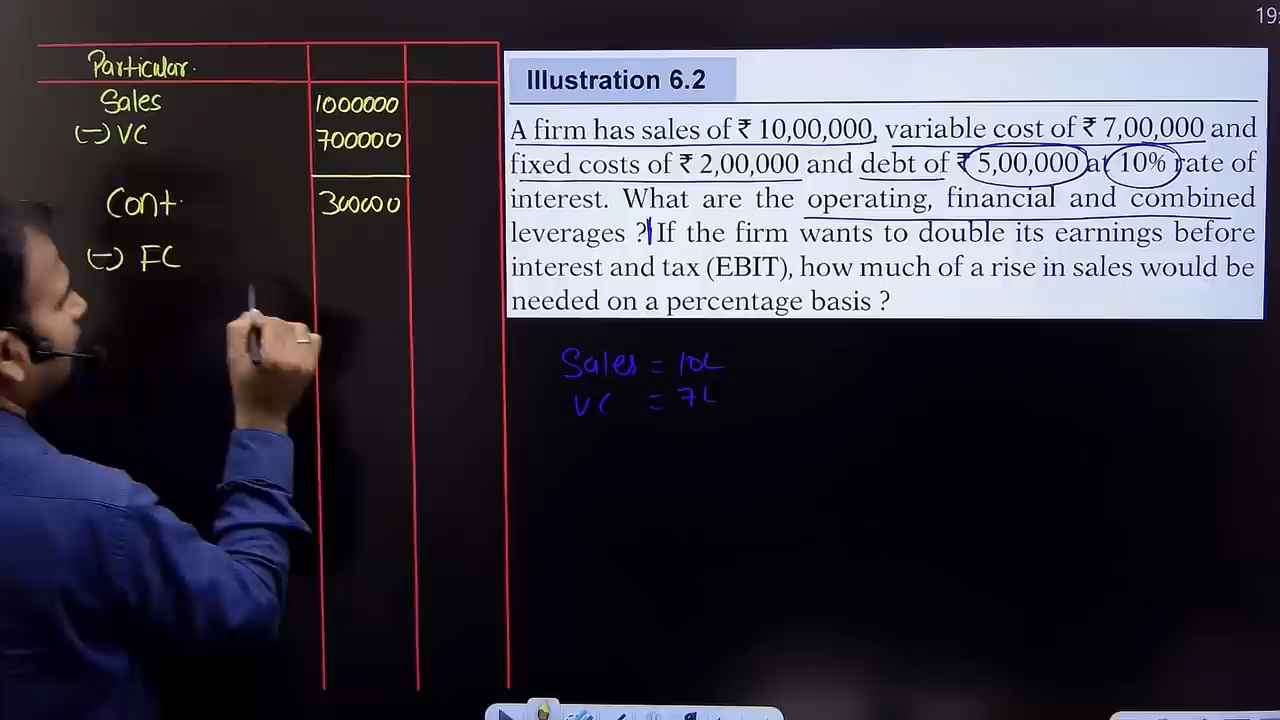 19:
Particular.
Sales 1000000
(-) VC 700000
Cont. 300000
(-) FC
Illustration 6.2
A firm has sales of ₹ 10,00,000, variable cost of ₹ 7,00,000 and
fixed costs of ₹ 2,00,000 and debt of ₹ 5,00,000 at 10% rate of
interest. What are the operating, financial and combined
leverages ? If the firm wants to double its earnings before
interest and tax (EBIT), how much of a rise in sales would be
needed on a percentage basis ?
Sales = 10L
VC = 7L